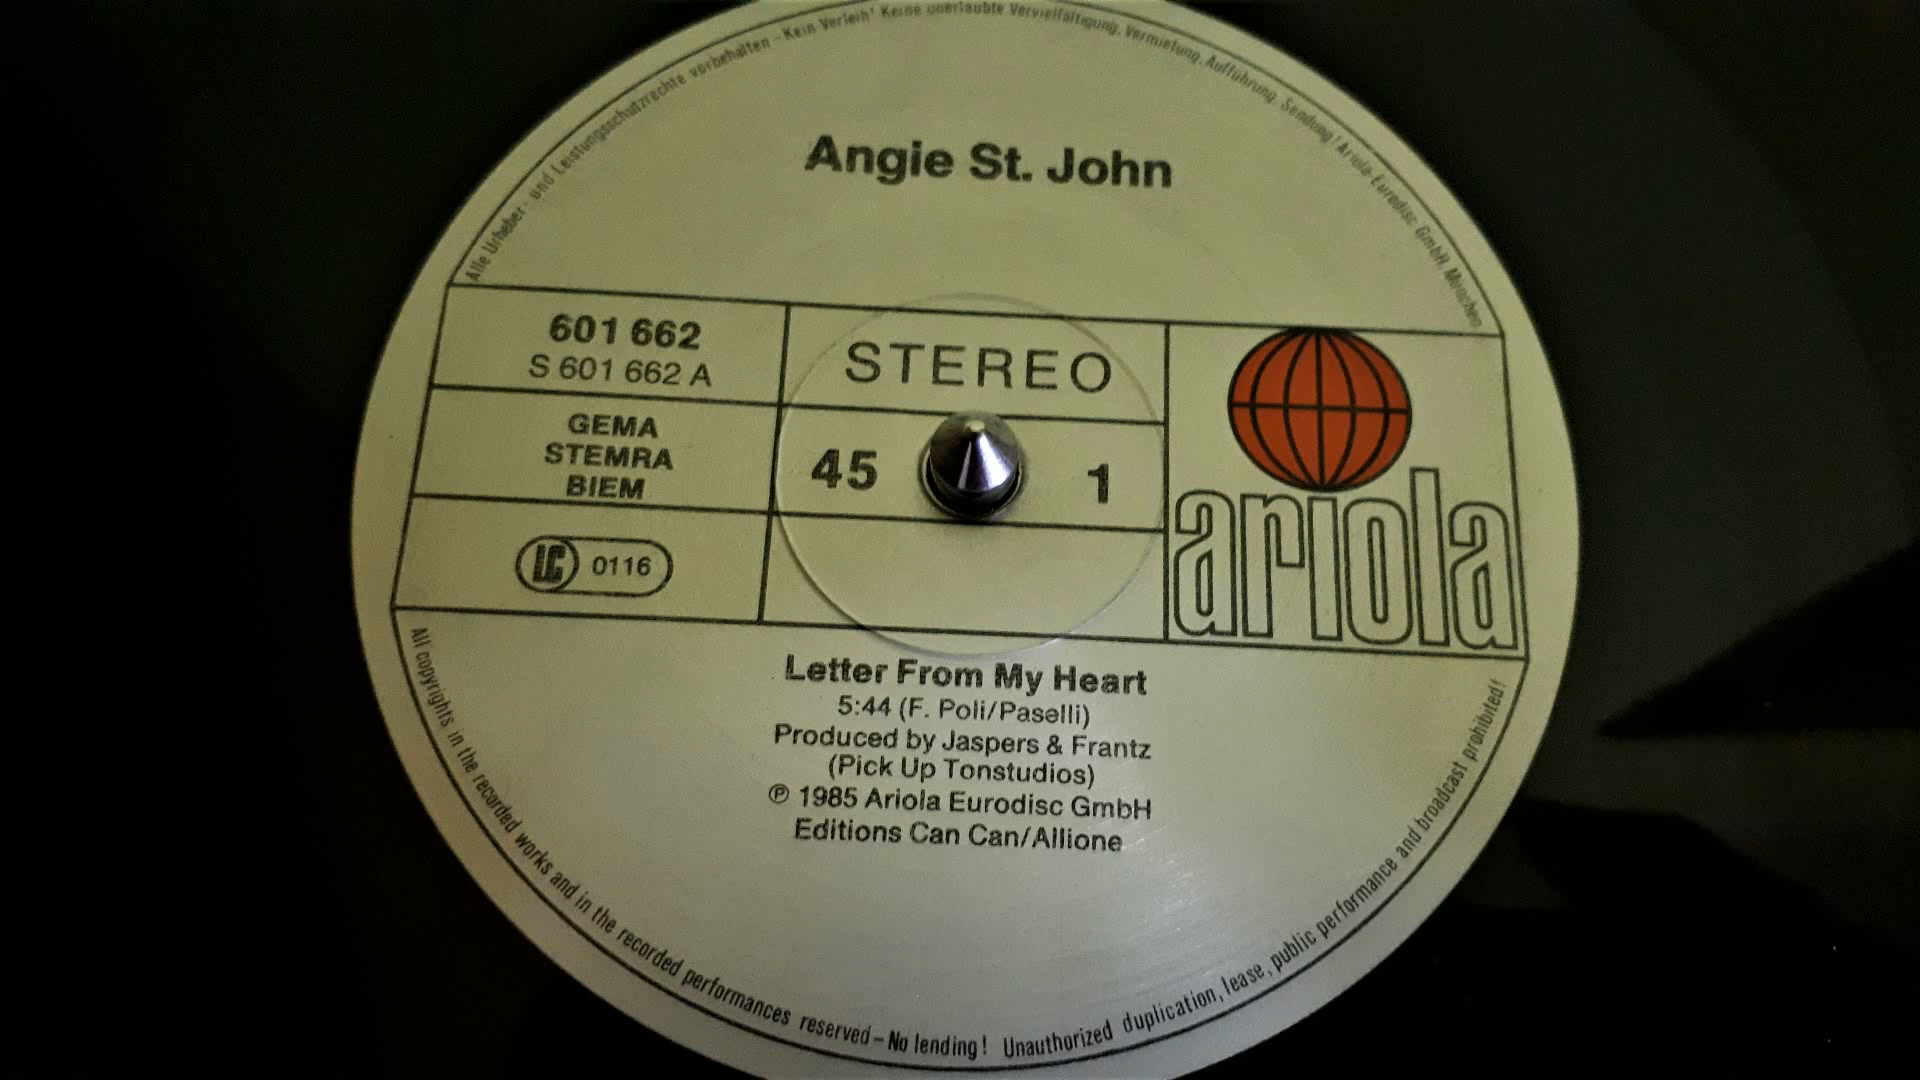 Alle Urheber- und Leistungsschutzrechte vorbehalten - Kein Verleih! Keine unerlaubte Vervielfältigung, Vermietung, Aufführung, Sendung! Ariola-Eurodisc GmbH, München
Angie St. John
601 662
S 601 662 A
STEREO
GEMA
STEMRA
BIEM
45
1
LC 0116
ariola
Letter From My Heart
5:44 (F. Poli/Paselli)
Produced by Jaspers & Frantz
(Pick Up Tonstudios)
℗ 1985 Ariola Eurodisc GmbH
Editions Can Can/Allione
All copyrights in the recorded works and in the recorded performances reserved – No lending! Unauthorized duplication, lease, public performance and broadcast prohibited!